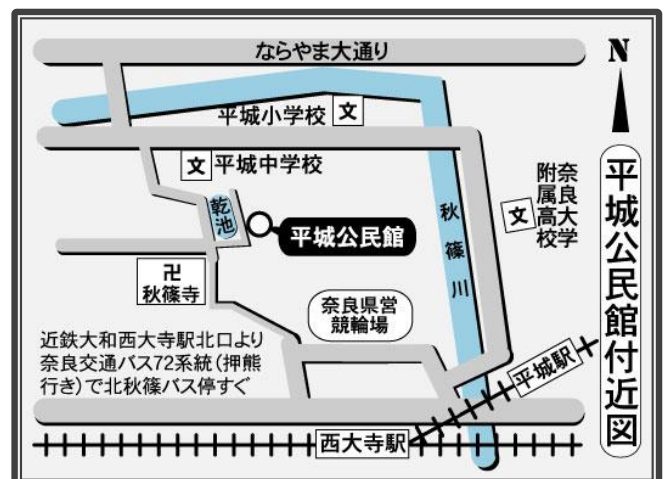 ならやま大通り
N
平城小学校 文
文 平城中学校
奈良大学
附属高校
文
乾池
平城公民館
秋篠川
卍
秋篠寺
奈良県営
競輪場
近鉄大和西大寺駅北口より
奈良交通バス72系統(押熊
行き)で北秋篠バス停すぐ
平城駅
西大寺駅
平城公民館付近図